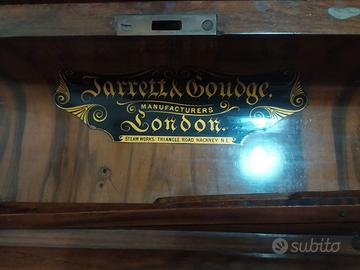 Jarrett & Goudge.
MANUFACTURERS
London.
STEAM WORKS. TRIANGLE ROAD. HACKNEY N.E.
subito